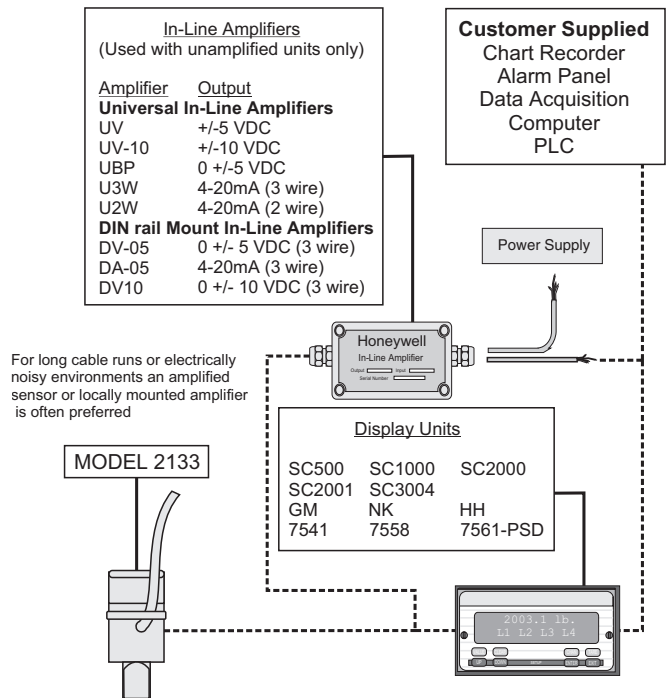 In-Line Amplifiers
(Used with unamplified units only)
Amplifier Output
Universal In-Line Amplifiers
UV +/-5 VDC
UV-10 +/-10 VDC
UBP 0 +/-5 VDC
U3W 4-20mA (3 wire)
U2W 4-20mA (2 wire)
DIN rail Mount In-Line Amplifiers
DV-05 0 +/- 5 VDC (3 wire)
DA-05 4-20mA (3 wire)
DV10 0 +/- 10 VDC (3 wire)
Customer Supplied
Chart Recorder
Alarm Panel
Data Acquisition
Computer
PLC
Power Supply
Honeywell
In-Line Amplifier
Output Input
Serial Number
For long cable runs or electrically
noisy environments an amplified
sensor or locally mounted amplifier
is often preferred
Display Units
SC500 SC1000 SC2000
SC2001 SC3004
GM NK HH
7541 7558 7561-PSD
MODEL 2133
2003.1 lb.
L1 L2 L3 L4
SETUP